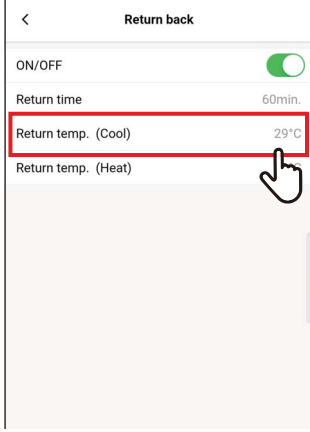 Return back
ON/OFF
Return time 60min.
Return temp. (Cool) 29°C
Return temp. (Heat)